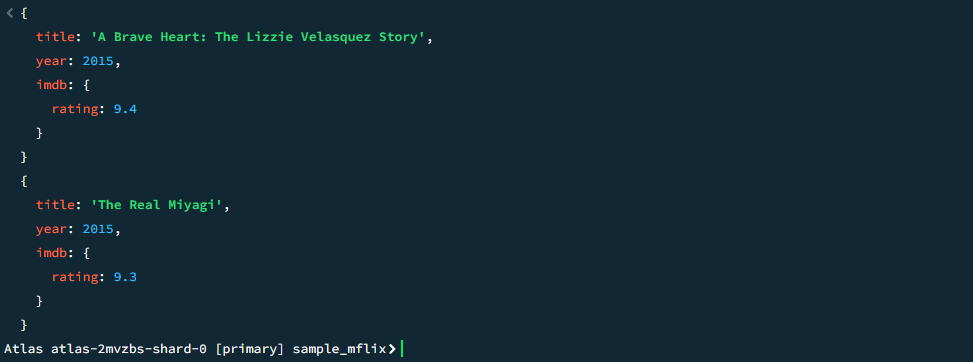 {
title: 'A Brave Heart: The Lizzie Velasquez Story',
year: 2015,
imdb: {
rating: 9.4
}
}
{
title: 'The Real Miyagi',
year: 2015,
imdb: {
rating: 9.3
}
}
Atlas atlas-2mvzbs-shard-0 [primary] sample_mflix>